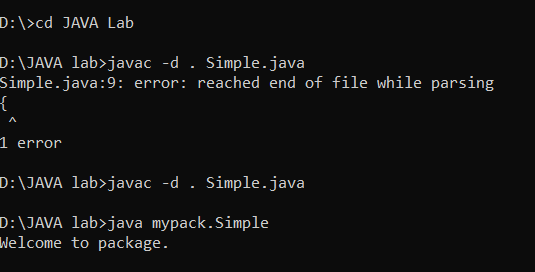 D:\>cd JAVA Lab
D:\JAVA lab>javac -d . Simple.java
Simple.java:9: error: reached end of file while parsing
{
^
1 error
D:\JAVA lab>javac -d . Simple.java
D:\JAVA lab>java mypack.Simple
Welcome to package.